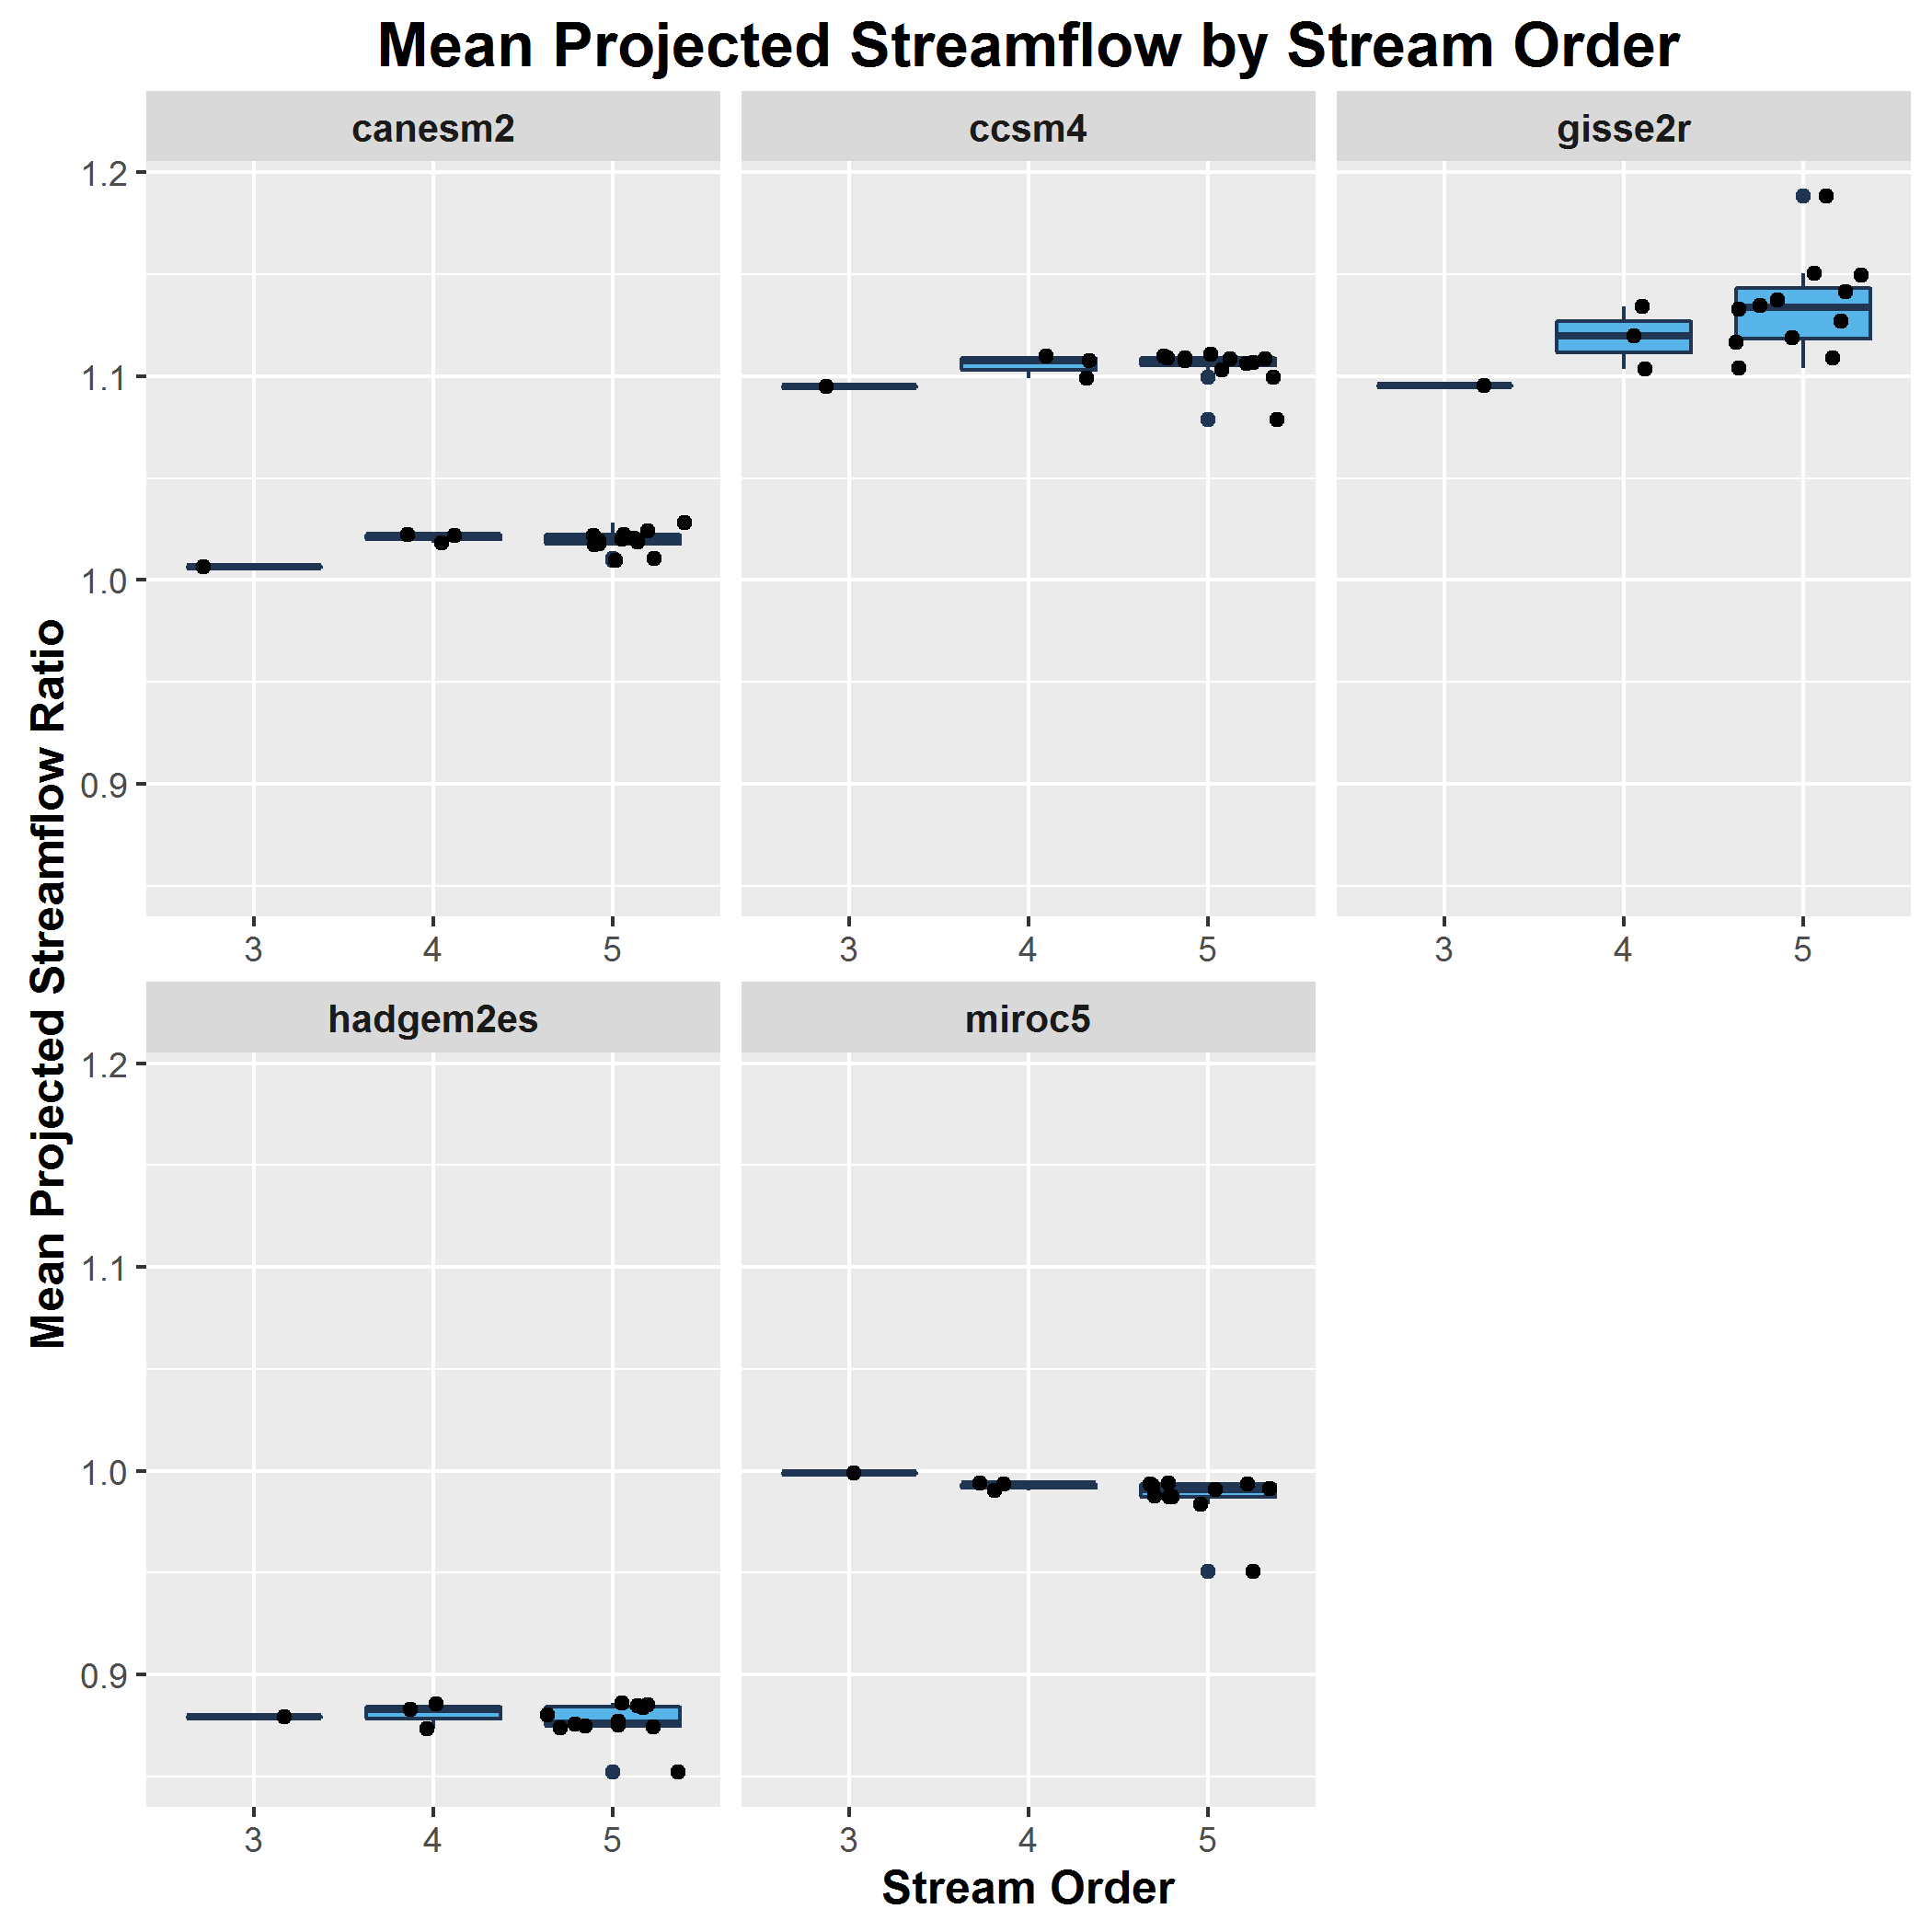 Mean Projected Streamflow by Stream Order
canesm2 ccsm4 gisse2r
1.2
1.1
1.0
0.9
3 4 5 3 4 5 3 4 5
Mean Projected Streamflow Ratio
hadgem2es miroc5
1.2
1.1
1.0
0.9
3 4 5 3 4 5
Stream Order